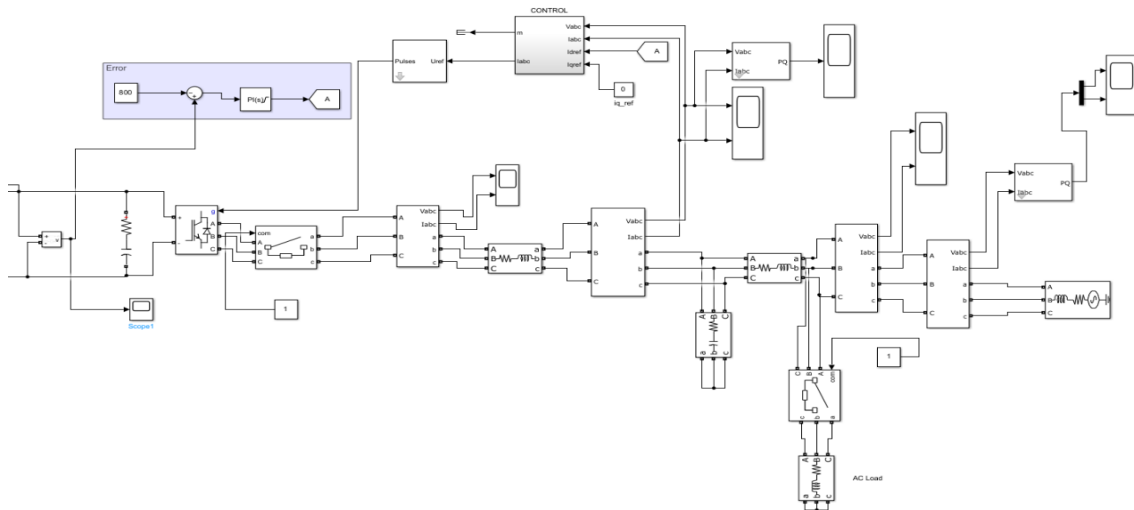 CONTROL
m
Iabc
Vabc
Iabc
Idref
Iqref
A
0
iq_ref
Pulses
Uref
Error
800
PI(s)
A
Vabc
Iabc
PQ
Vabc
Iabc
PQ
+
-
v
Scope1
g
+
-
A
B
C
com
A
B
C
a
b
c
1
A
B
C
Vabc
Iabc
a
b
c
A
B
C
a
b
c
A
B
C
Vabc
Iabc
a
b
c
A
B
C
a
b
c
A
B
C
Vabc
Iabc
a
b
c
A
B
C
Vabc
Iabc
a
b
c
A
B
C
A
B
C
a
b
c
1
C
B
A
com
c
b
a
A
B
C
a
b
c
AC Load